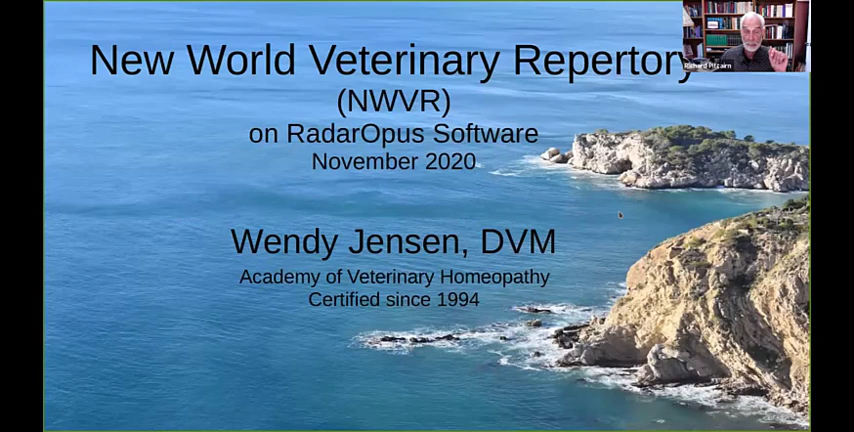 New World Veterinary Repertory
(NWVR)
on RadarOpus Software
November 2020
Wendy Jensen, DVM
Academy of Veterinary Homeopathy
Certified since 1994
Richard Pitcairn